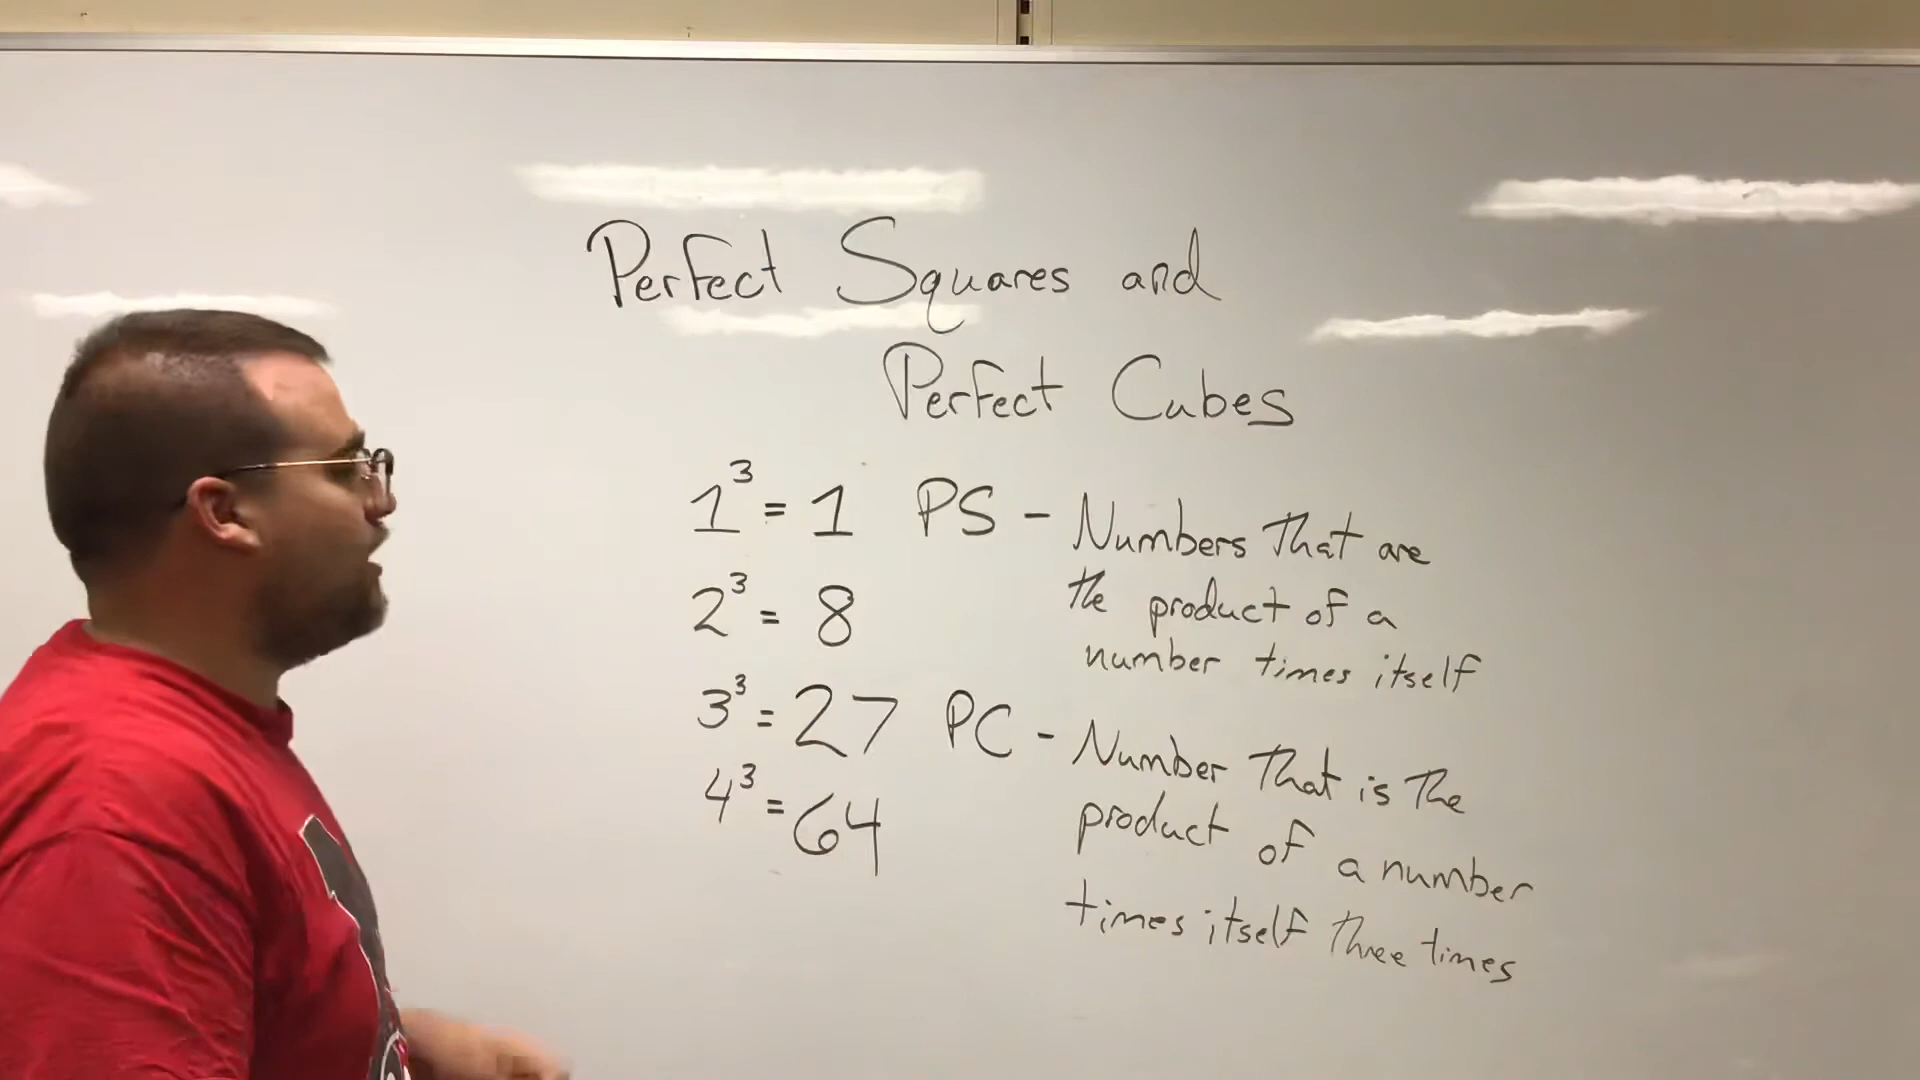 Perfect Squares and
Perfect Cubes
1³ = 1
2³ = 8
3³ = 27
4³ = 64
PS - Numbers that are
the product of a
number times itself
PC - Number that is the
product of a number
times itself three times